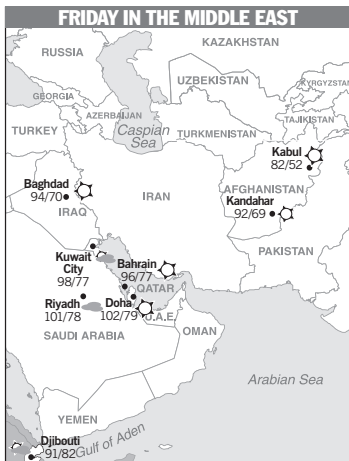 FRIDAY IN THE MIDDLE EAST
KAZAKHSTAN
RUSSIA
UZBEKISTAN
KYRGYZSTAN
GEORGIA
AZERBAIJAN
TAJIKISTAN
TURKEY
Caspian
Sea
TURKMENISTAN
Kabul
82/52
Baghdad
94/70
IRAQ
IRAN
AFGHANISTAN
Kandahar
92/69
PAKISTAN
Kuwait
City
98/77
Bahrain
96/77
QATAR
Riyadh
101/78
Doha
102/79
U.A.E.
SAUDI ARABIA
OMAN
Arabian Sea
YEMEN
Djibouti
91/82
Gulf of Aden